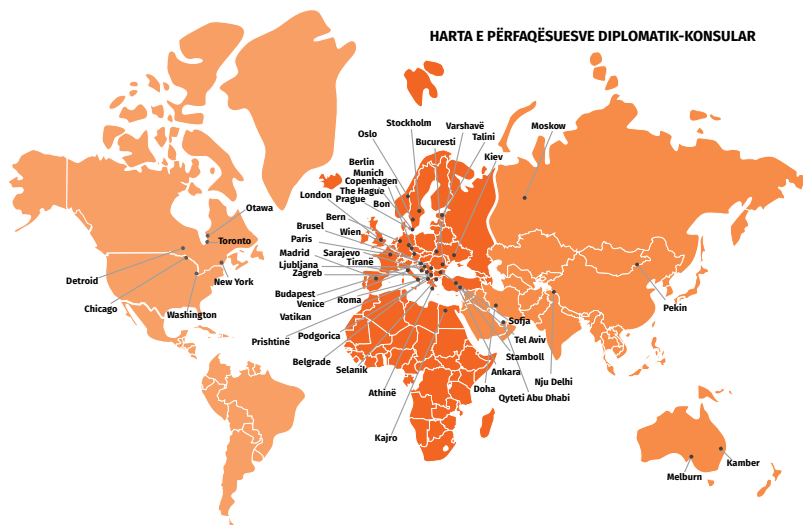 HARTA E PËRFAQËSUESVE DIPLOMATIK-KONSULAR
Stockholm
Varshavë
Moskow
Oslo
Talini
Bucuresti
Kiev
Berlin
Munich
Copenhagen
The Hague
London
Prague
Bon
Otawa
Bern
Brusel
Wien
Toronto
Paris
Madrid
Sarajevo
Ljubljana
Tiranë
Zagreb
Detroid
New York
Budapest
Roma
Venice
Chicago
Pekin
Washington
Vatikan
Sofja
Podgorica
Prishtinë
Tel Aviv
Stamboll
Belgrade
Selanik
Ankara
Nju Delhi
Athinë
Doha
Qyteti Abu Dhabi
Kajro
Kamber
Melburn